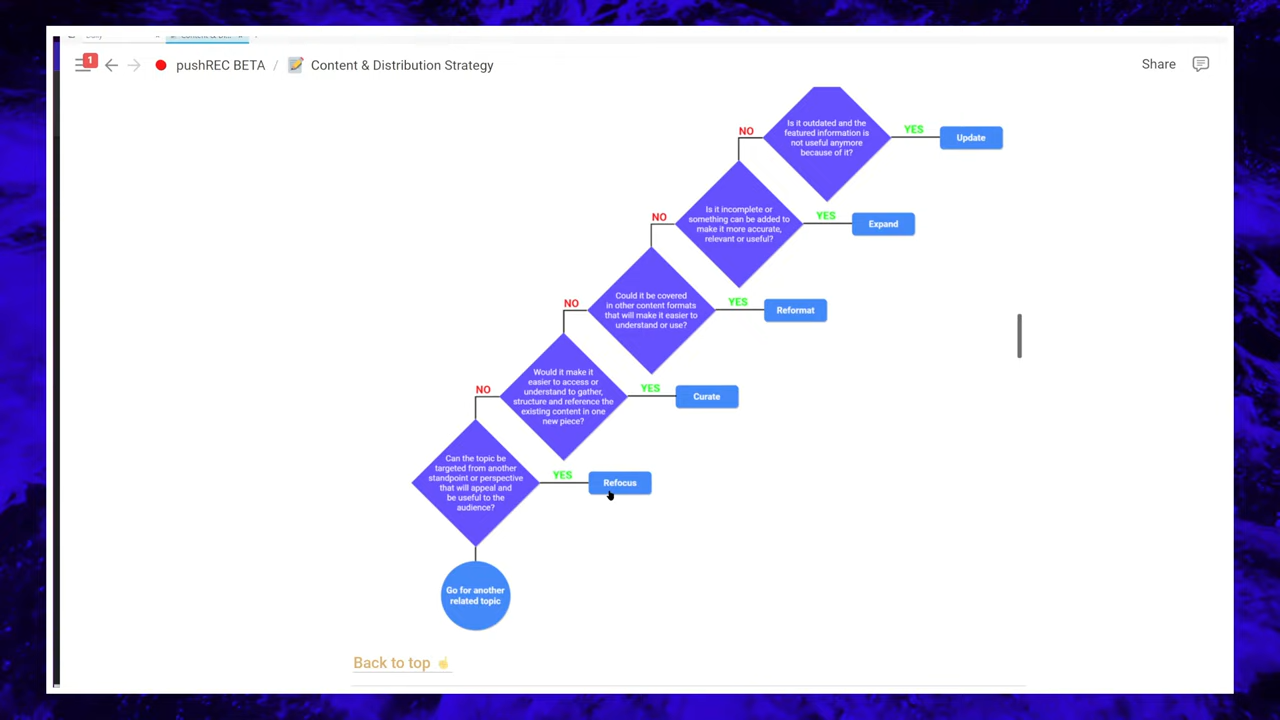 1
pushREC BETA / Content & Distribution Strategy
Share
Is it outdated and the
featured information is
not useful anymore
because of it?
NO
YES
Update
Is it incomplete or
something can be added to
make it more accurate,
relevant or useful?
NO
YES
Expand
Could it be covered
in other content formats
that will make it easier to
understand or use?
NO
YES
Reformat
Would it make it
easier to access or
understand to gather,
structure and reference the
existing content in one
new piece?
NO
YES
Curate
Can the topic be
targeted from another
standpoint or perspective
that will appeal and
be useful to the
audience?
YES
Refocus
Go for another
related topic
Back to top